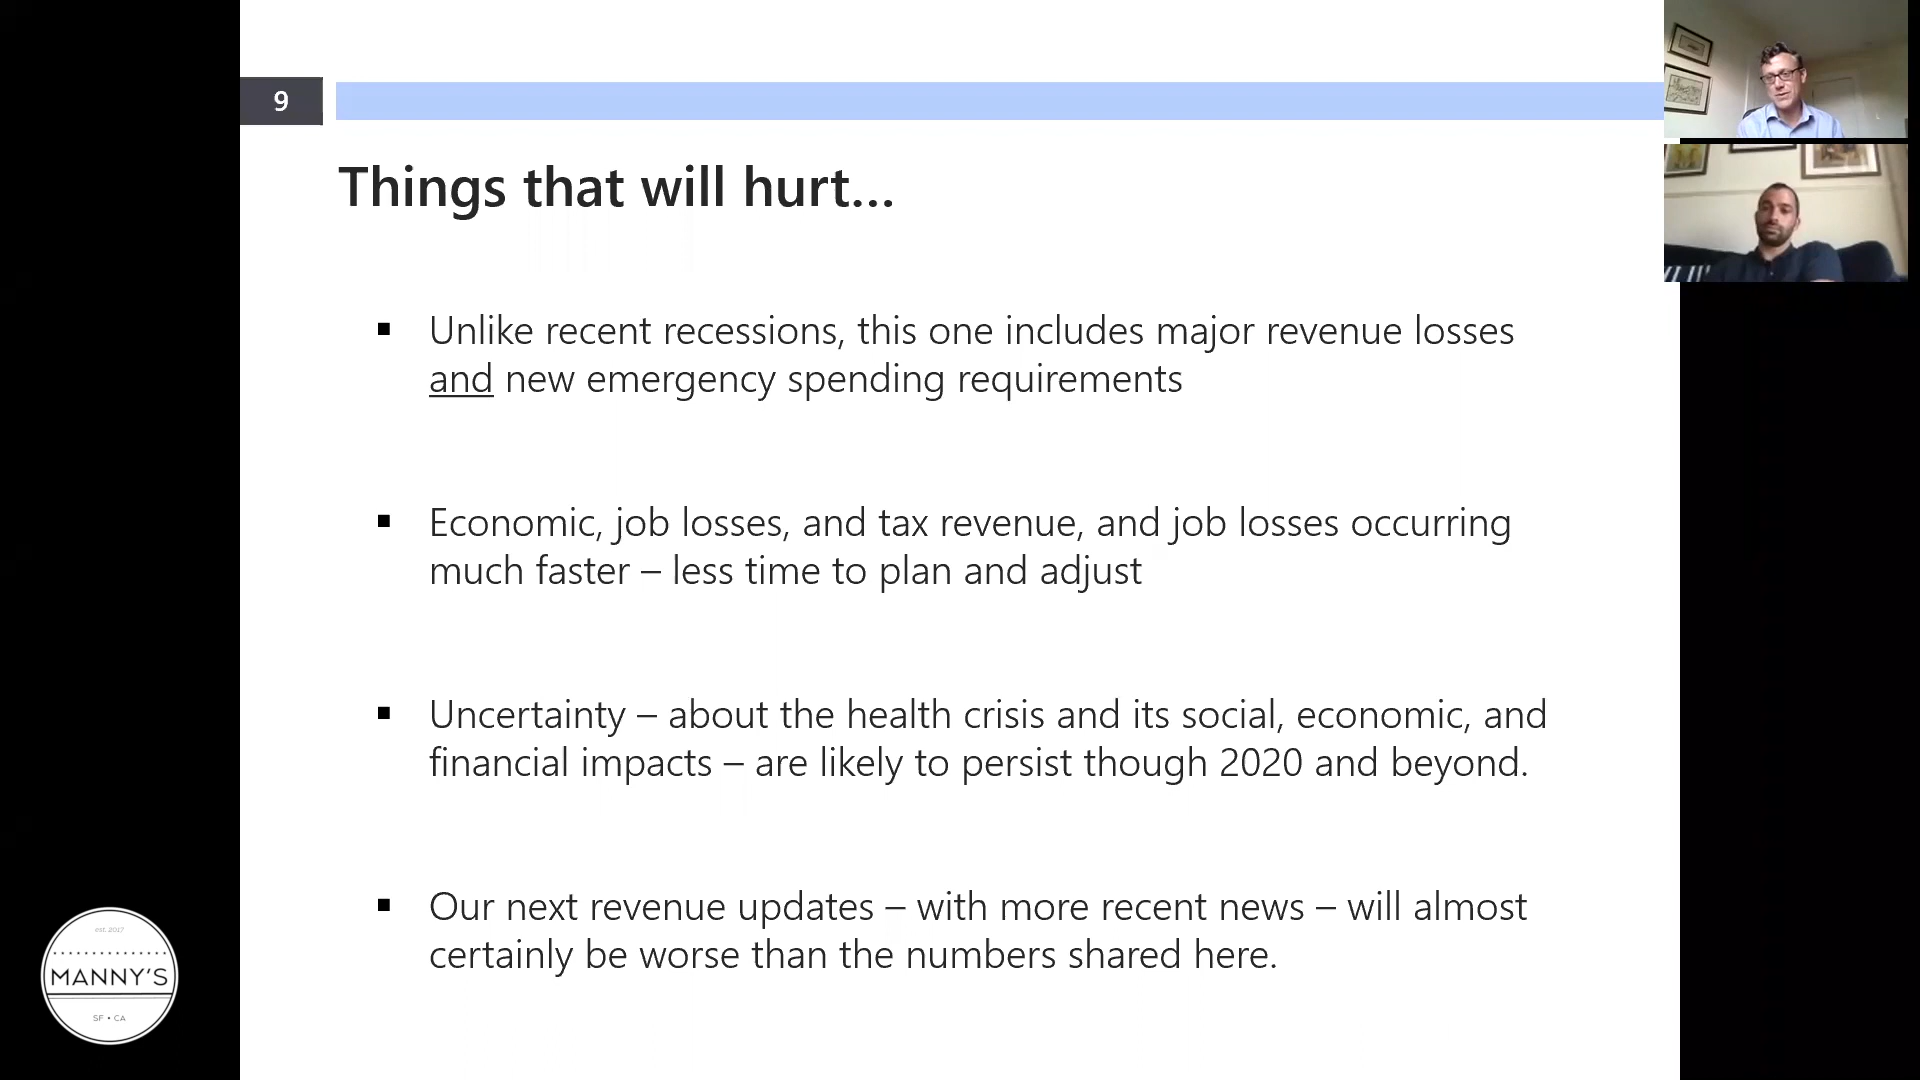 9
Things that will hurt...
▪ Unlike recent recessions, this one includes major revenue losses
and new emergency spending requirements
▪ Economic, job losses, and tax revenue, and job losses occurring
much faster – less time to plan and adjust
▪ Uncertainty – about the health crisis and its social, economic, and
financial impacts – are likely to persist though 2020 and beyond.
▪ Our next revenue updates – with more recent news – will almost
certainly be worse than the numbers shared here.
est. 2017
MANNY'S
SF • CA